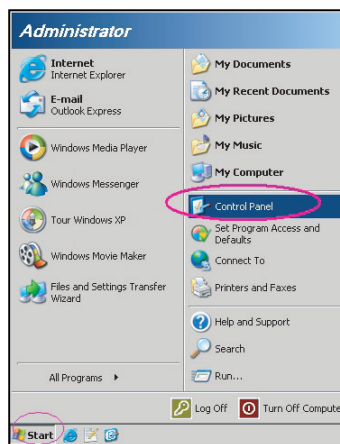 Administrator
Internet
Internet Explorer
E-mail
Outlook Express
Windows Media Player
Windows Messenger
Tour Windows XP
Windows Movie Maker
Files and Settings Transfer
Wizard
All Programs
My Documents
My Recent Documents
My Pictures
My Music
My Computer
Control Panel
Set Program Access and
Defaults
Connect To
Printers and Faxes
Help and Support
Search
Run...
Log Off
Turn Off Compute
Start